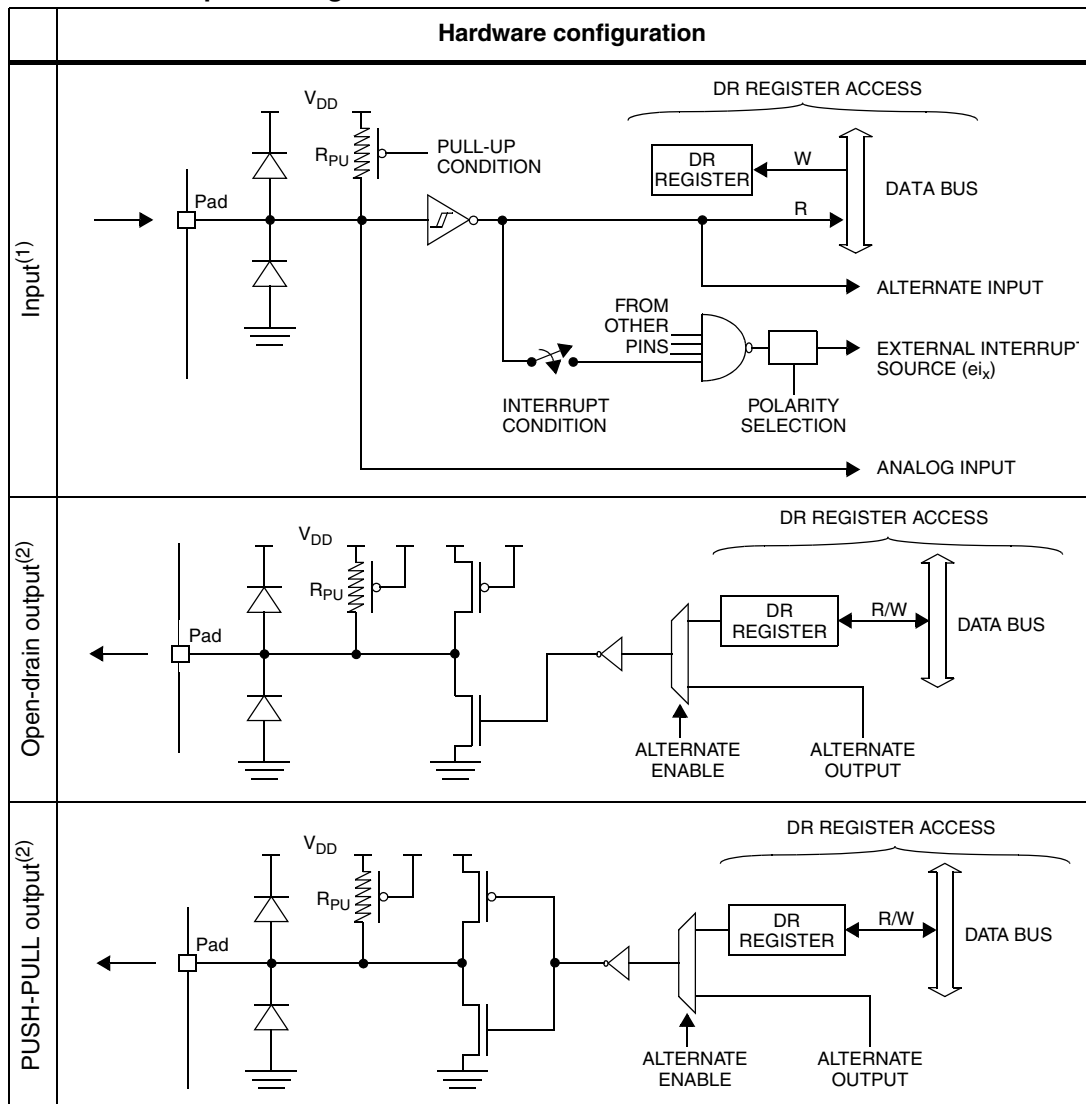 Hardware configuration
Input(1)
DR REGISTER ACCESS
VDD
RPU
PULL-UP
CONDITION
DR
REGISTER
W
DATA BUS
Pad
R
ALTERNATE INPUT
FROM
OTHER
PINS
EXTERNAL INTERRUPT
SOURCE (eix)
INTERRUPT
CONDITION
POLARITY
SELECTION
ANALOG INPUT
Open-drain output(2)
DR REGISTER ACCESS
VDD
RPU
DR
REGISTER
R/W
DATA BUS
Pad
ALTERNATE
ENABLE
ALTERNATE
OUTPUT
PUSH-PULL output(2)
DR REGISTER ACCESS
VDD
RPU
DR
REGISTER
R/W
DATA BUS
Pad
ALTERNATE
ENABLE
ALTERNATE
OUTPUT